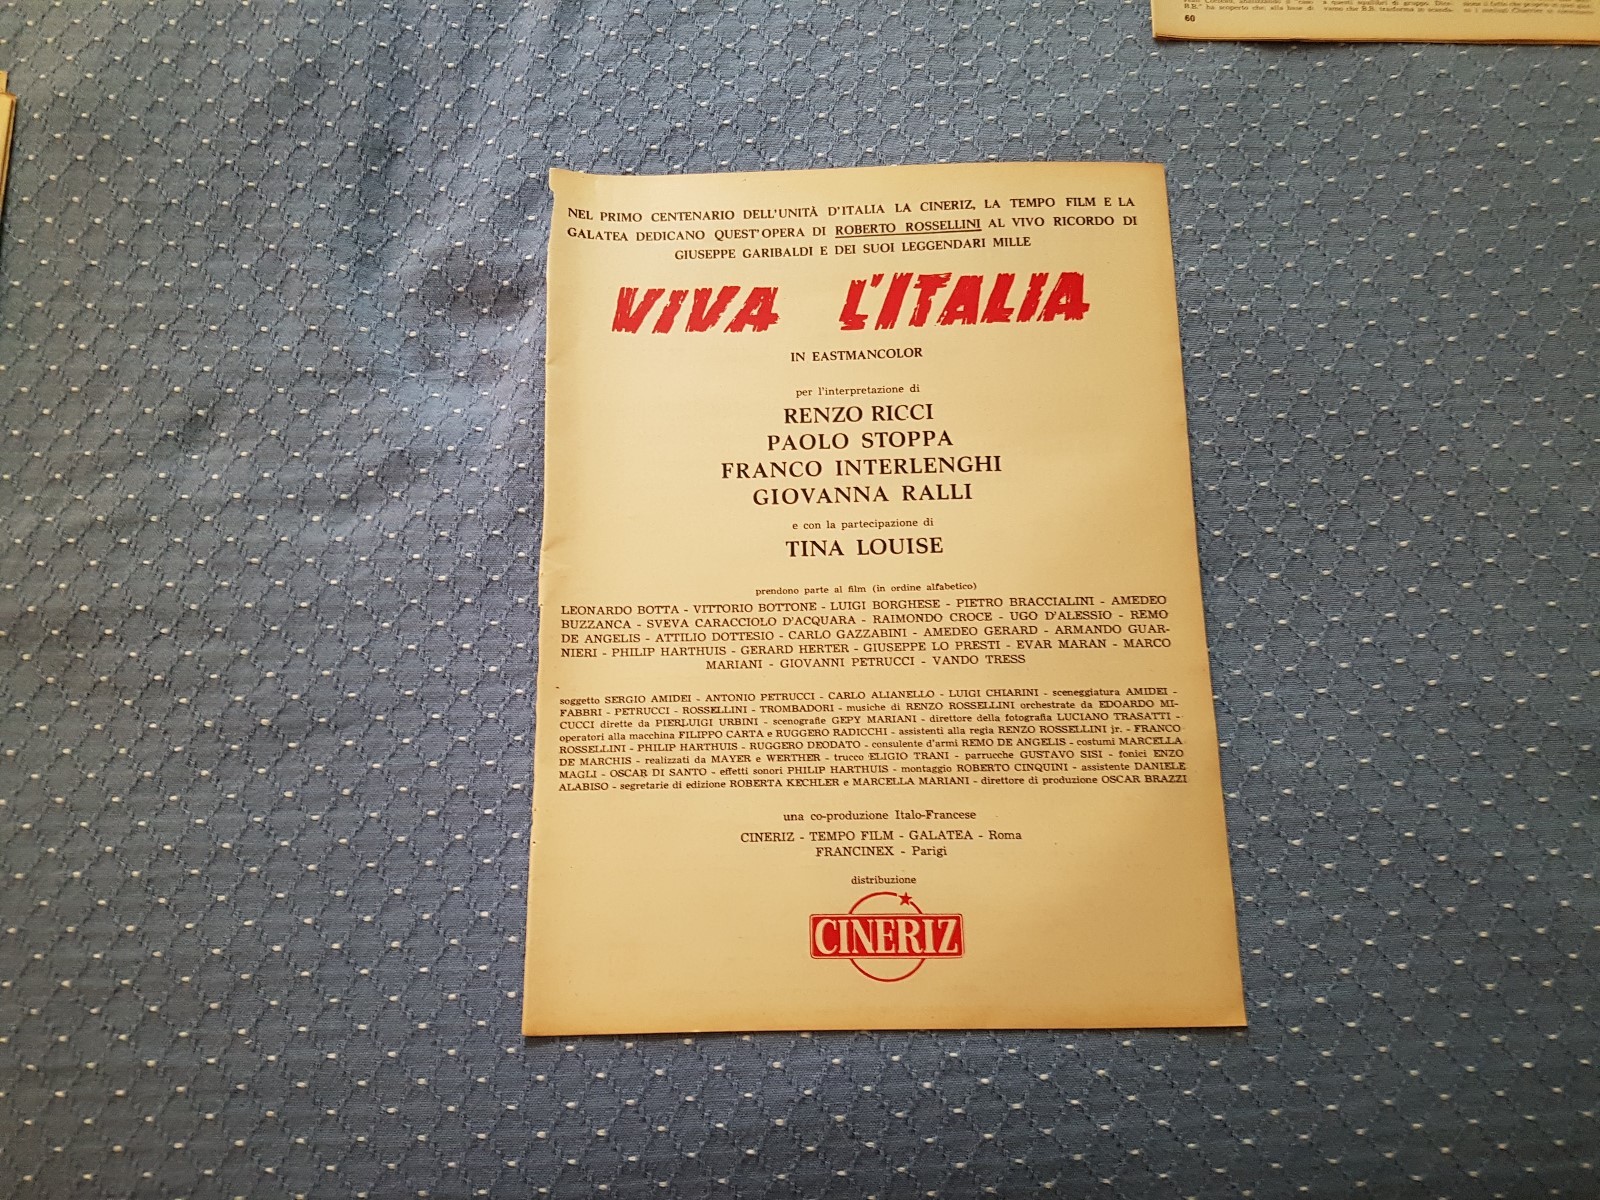 B.B." ha scoperto che, alla base di
60
NEL PRIMO CENTENARIO DELL'UNITÀ D'ITALIA LA CINERIZ, LA TEMPO FILM E LA
GALATEA DEDICANO QUEST'OPERA DI ROBERTO ROSSELLINI AL VIVO RICORDO DI
GIUSEPPE GARIBALDI E DEI SUOI LEGGENDARI MILLE
VIVA L'ITALIA
IN EASTMANCOLOR
per l'interpretazione di
RENZO RICCI
PAOLO STOPPA
FRANCO INTERLENGHI
GIOVANNA RALLI
e con la partecipazione di
TINA LOUISE
prendono parte al film (in ordine alfabetico)
LEONARDO BOTTA - VITTORIO BOTTONE - LUIGI BORGHESE - PIETRO BRACCIALINI - AMEDEO
BUZZANCA - SVEVA CARACCIOLO D'ACQUARA - RAIMONDO CROCE - UGO D'ALESSIO - REMO
DE ANGELIS - ATTILIO DOTTESIO - CARLO GAZZABINI - AMEDEO GERARD - ARMANDO GUAR-
NIERI - PHILIP HARTHUIS - GERARD HERTER - GIUSEPPE LO PRESTI - EVAR MARAN - MARCO
MARIANI - GIOVANNI PETRUCCI - VANDO TRESS
soggetto SERGIO AMIDEI - ANTONIO PETRUCCI - CARLO ALIANELLO - LUIGI CHIARINI - sceneggiatura AMIDEI -
FABBRI - PETRUCCI - ROSSELLINI - TROMBADORI - musiche di RENZO ROSSELLINI orchestrate da EDOARDO MI-
CUCCI dirette da PIERLUIGI URBINI - scenografie GEPY MARIANI - direttore della fotografia LUCIANO TRASATTI -
operatori alla macchina FILIPPO CARTA e RUGGERO RADICCHI - assistenti alla regia RENZO ROSSELLINI jr. - FRANCO
ROSSELLINI - PHILIP HARTHUIS - RUGGERO DEODATO - consulente d'armi REMO DE ANGELIS - costumi MARCELLA
DE MARCHIS - realizzati da MAYER e WERTHER - trucco ELIGIO TRANI - parrucche GUSTAVO SISI - fonici ENZO
MAGLI - OSCAR DI SANTO - effetti sonori PHILIP HARTHUIS - montaggio ROBERTO CINQUINI - assistente DANIELE
ALABISO - segretarie di edizione ROBERTA KECHLER e MARCELLA MARIANI - direttore di produzione OSCAR BRAZZI
una co-produzione Italo-Francese
CINERIZ - TEMPO FILM - GALATEA - Roma
FRANCINEX - Parigi
distribuzione
CINERIZ